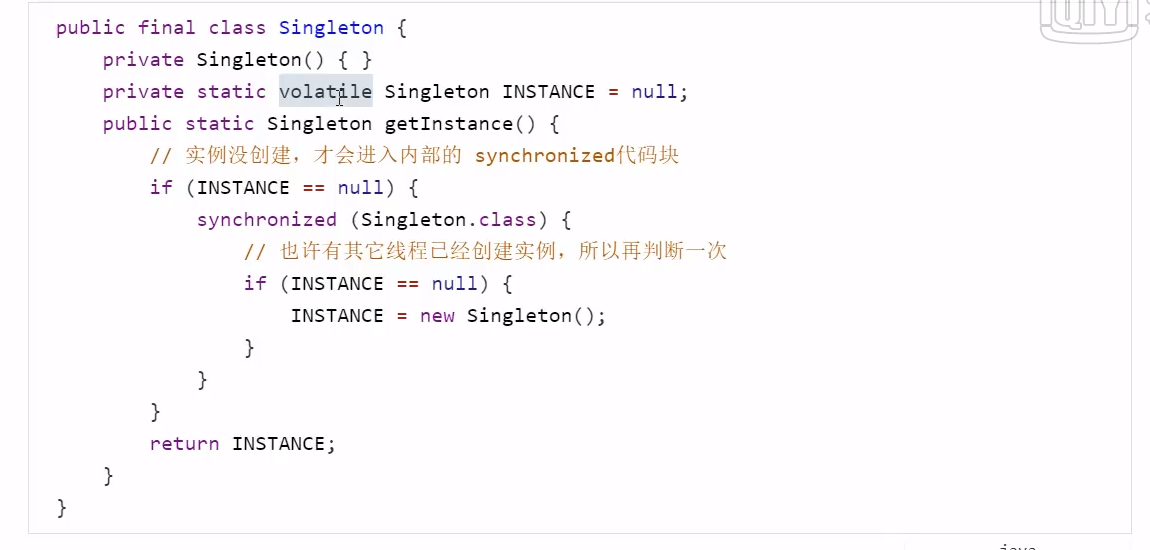 IQIY
public final class Singleton {
private Singleton() { }
private static volatile Singleton INSTANCE = null;
public static Singleton getInstance() {
// 实例没创建，才会进入内部的 synchronized代码块
if (INSTANCE == null) {
synchronized (Singleton.class) {
// 也许有其它线程已经创建实例，所以再判断一次
if (INSTANCE == null) {
INSTANCE = new Singleton();
}
}
}
return INSTANCE;
}
}
java